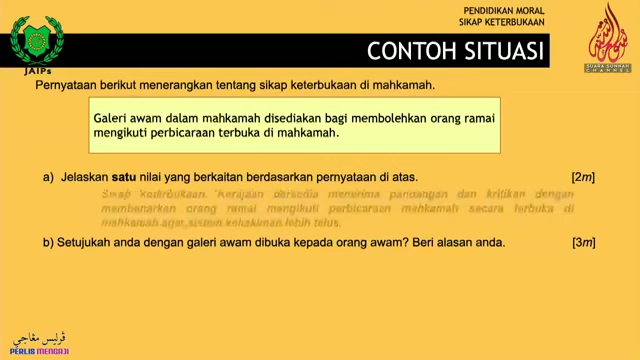 PENDIDIKAN MORAL
SIKAP KETERBUKAAN
CONTOH SITUASI
JAIPs
SUARA SUNNAH
CHANNEL
Pernyataan berikut menerangkan tentang sikap keterbukaan di mahkamah.
Galeri awam dalam mahkamah disediakan bagi membolehkan orang ramai
mengikuti perbicaraan terbuka di mahkamah.
a) Jelaskan satu nilai yang berkaitan berdasarkan pernyataan di atas. [2m]
Sikap Keterbukaan. Kerajaan bersedia menerima pandangan dan kritikan dengan
membenarkan orang ramai mengikuti perbicaraan mahkamah secara terbuka di
mahkamah agar sistem kehakiman lebih telus.
b) Setujukah anda dengan galeri awam dibuka kepada orang awam? Beri alasan anda. [3m]
ڤرليس مڠاجي
PERLIS MENGAJI